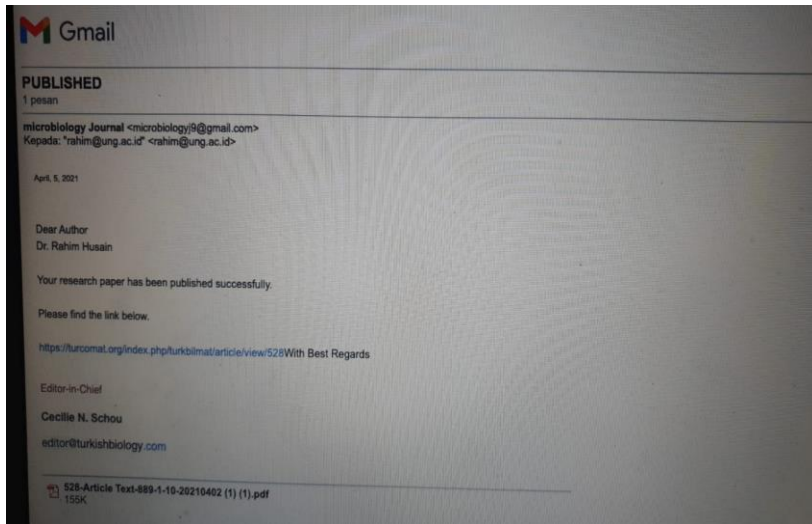 Gmail
PUBLISHED
1 pesan
microbiology Journal <microbiologyj9@gmail.com>
Kepada: "rahim@ung.ac.id" <rahim@ung.ac.id>
April, 5, 2021
Dear Author
Dr. Rahim Husain
Your research paper has been published successfully.
Please find the link below.
https://turcomat.org/index.php/turkbilmat/article/view/528With Best Regards
Editor-in-Chief
Cecilie N. Schou
editor@turkishbiology.com
528-Article Text-889-1-10-20210402 (1) (1).pdf
155K